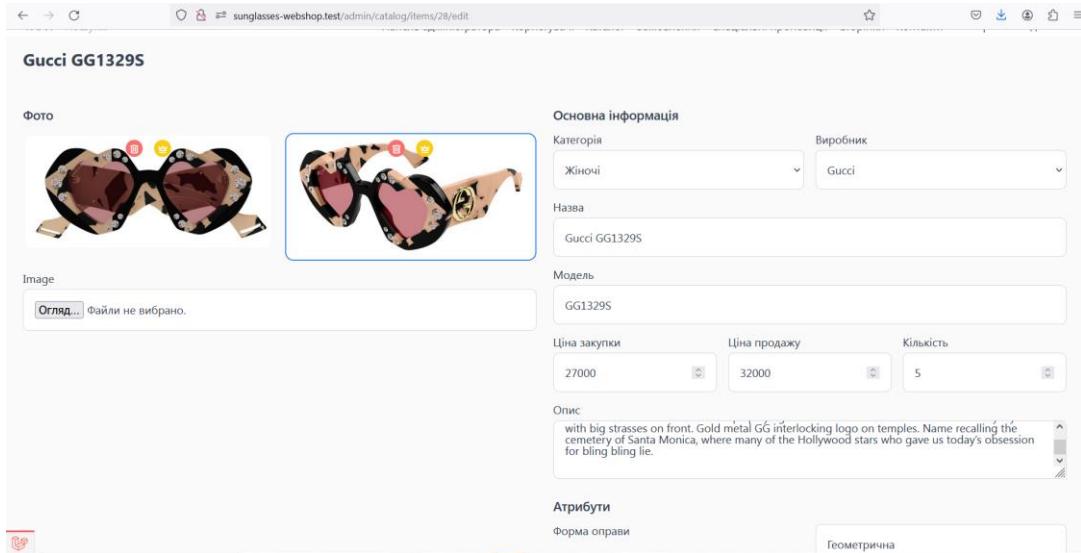 sunglasses-webshop.test/admin/catalog/items/28/edit
Gucci GG1329S
Фото
Image
Огляд... Файли не вибрано.
Основна інформація
Категорія Виробник
Жіночі Gucci
Назва
Gucci GG1329S
Модель
GG1329S
Ціна закупки Ціна продажу Кількість
27000 32000 5
Опис
with big strasses on front. Gold metal GG interlocking logo on temples. Name recalling the
cemetery of Santa Monica, where many of the Hollywood stars who gave us today's obsession
for bling bling lie.
Атрибути
Форма оправи
Геометрична